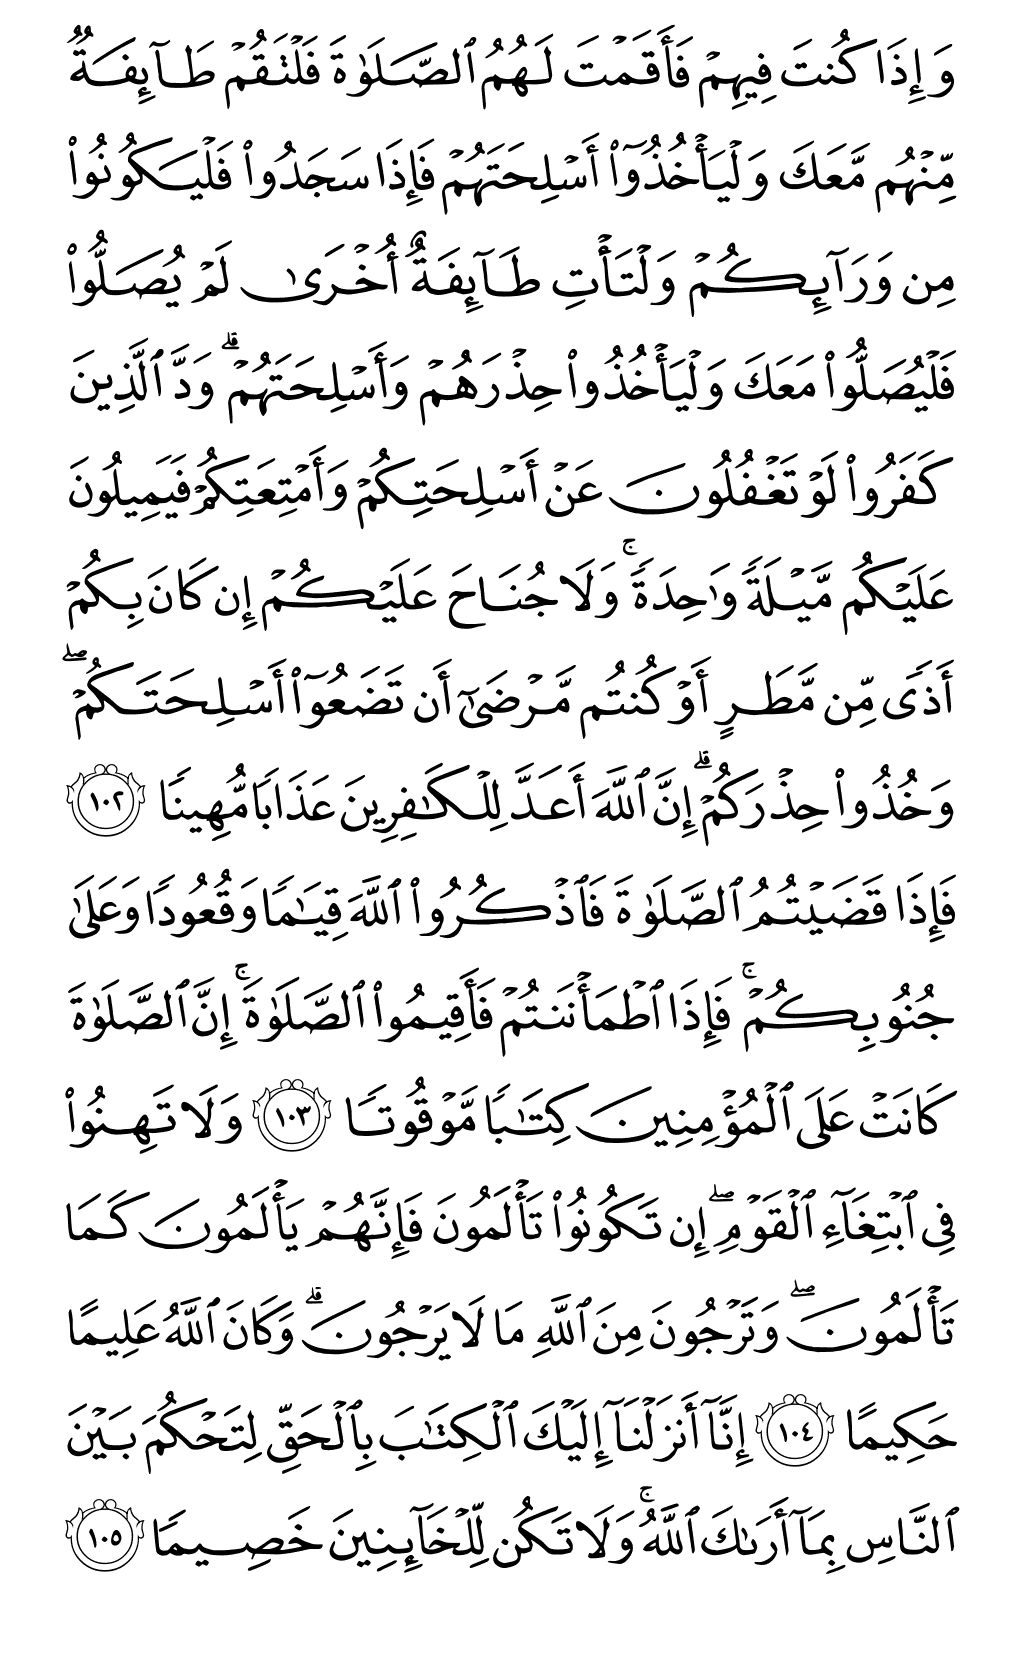 وَإِذَا كُنتَ فِيهِمْ فَأَقَمْتَ لَهُمُ ٱلصَّلَوٰةَ فَلْتَقُمْ طَآئِفَةٌ
مِّنْهُم مَّعَكَ وَلْيَأْخُذُوٓا۟ أَسْلِحَتَهُمْ فَإِذَا سَجَدُوا۟ فَلْيَكُونُوا۟
مِن وَرَآئِكُمْ وَلْتَأْتِ طَآئِفَةٌ أُخْرَىٰ لَمْ يُصَلُّوا۟
فَلْيُصَلُّوا۟ مَعَكَ وَلْيَأْخُذُوا۟ حِذْرَهُمْ وَأَسْلِحَتَهُمْ ۗ وَدَّ ٱلَّذِينَ
كَفَرُوا۟ لَوْ تَغْفُلُونَ عَنْ أَسْلِحَتِكُمْ وَأَمْتِعَتِكُمْ فَيَمِيلُونَ
عَلَيْكُم مَّيْلَةً وَٰحِدَةً ۚ وَلَا جُنَاحَ عَلَيْكُمْ إِن كَانَ بِكُمْ
أَذًى مِّن مَّطَرٍ أَوْ كُنتُم مَّرْضَىٰٓ أَن تَضَعُوٓا۟ أَسْلِحَتَكُمْ ۖ
وَخُذُوا۟ حِذْرَكُمْ ۗ إِنَّ ٱللَّهَ أَعَدَّ لِلْكَـٰفِرِينَ عَذَابًا مُّهِينًا ١٠٢
فَإِذَا قَضَيْتُمُ ٱلصَّلَوٰةَ فَٱذْكُرُوا۟ ٱللَّهَ قِيَـٰمًا وَقُعُودًا وَعَلَىٰ
جُنُوبِكُمْ ۚ فَإِذَا ٱطْمَأْنَنتُمْ فَأَقِيمُوا۟ ٱلصَّلَوٰةَ ۚ إِنَّ ٱلصَّلَوٰةَ
كَانَتْ عَلَى ٱلْمُؤْمِنِينَ كِتَـٰبًا مَّوْقُوتًا ١٠٣ وَلَا تَهِنُوا۟
فِى ٱبْتِغَآءِ ٱلْقَوْمِ ۖ إِن تَكُونُوا۟ تَأْلَمُونَ فَإِنَّهُمْ يَأْلَمُونَ كَمَا
تَأْلَمُونَ ۖ وَتَرْجُونَ مِنَ ٱللَّهِ مَا لَا يَرْجُونَ ۗ وَكَانَ ٱللَّهُ عَلِيمًا
حَكِيمًا ١٠٤ إِنَّآ أَنزَلْنَآ إِلَيْكَ ٱلْكِتَـٰبَ بِٱلْحَقِّ لِتَحْكُمَ بَيْنَ
ٱلنَّاسِ بِمَآ أَرَىٰكَ ٱللَّهُ ۚ وَلَا تَكُن لِّلْخَآئِنِينَ خَصِيمًا ١٠٥